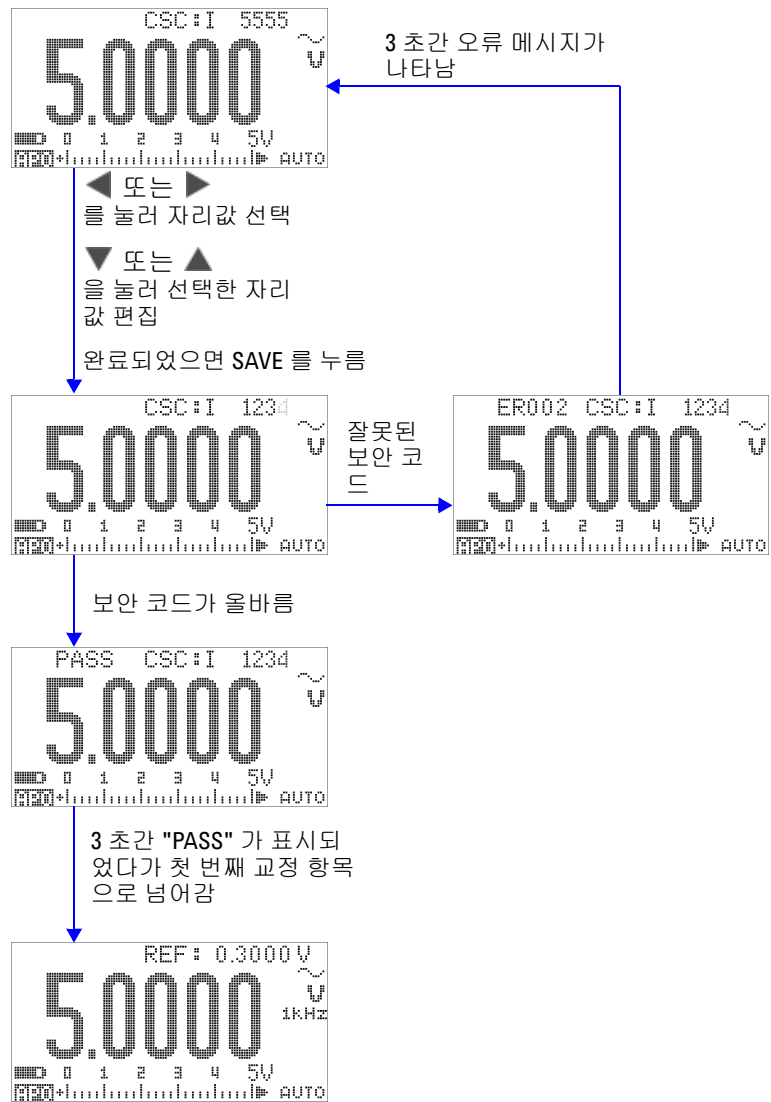 CSC:I 5555
5.0000 V
0 1 2 3 4 5V
APO AUTO
3 초간 오류 메시지가
나타남
◀ 또는 ▶
를 눌러 자리값 선택
▼ 또는 ▲
을 눌러 선택한 자리
값 편집
완료되었으면 SAVE 를 누름
CSC:I 1234
5.0000 V
0 1 2 3 4 5V
APO AUTO
잘못된
보안 코
드
ER002 CSC:I 1234
5.0000 V
0 1 2 3 4 5V
APO AUTO
보안 코드가 올바름
PASS CSC:I 1234
5.0000 V
0 1 2 3 4 5V
APO AUTO
3 초간 "PASS" 가 표시되
었다가 첫 번째 교정 항목
으로 넘어감
REF: 0.3000 V
5.0000 V
1kHz
0 1 2 3 4 5V
APO AUTO